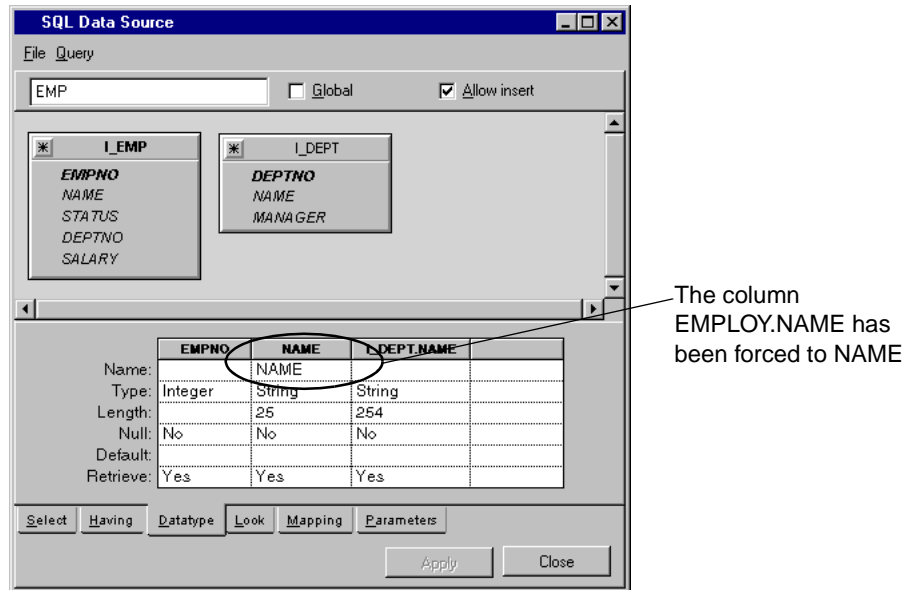 SQL Data Source
File Query
EMP Global Allow insert
I_EMP
EMPNO
NAME
STATUS
DEPTNO
SALARY
I_DEPT
DEPTNO
NAME
MANAGER
EMPNO NAME I_DEPT.NAME
Name: NAME
Type: Integer String String
Length: 25 254
Null: No No No
Default:
Retrieve: Yes Yes Yes
Select Having Datatype Look Mapping Parameters
Apply Close
The column
EMPLOY.NAME has
been forced to NAME